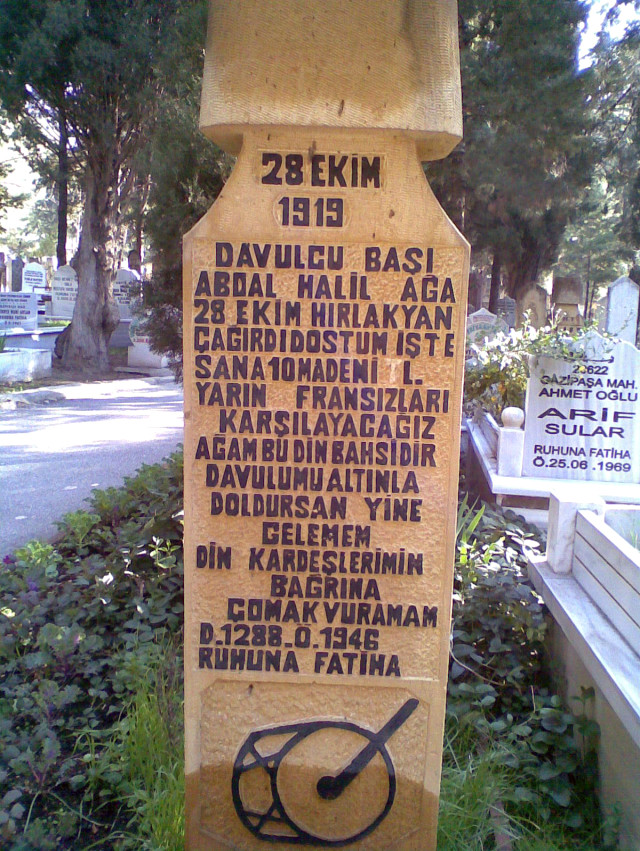 28 EKİM
1919
DAVULCU BAŞI
ABDAL HALİL AĞA
28 EKİM HIRLAKYAN
ÇAĞIRDI DOSTUM İŞTE
SANA 10 MADENİ L.
YARIN FRANSIZLARI
KARŞILAYACAĞIZ
AĞAM BU DİN BAHSİDİR
DAVULUMU ALTINLA
DOLDURSAN YİNE
GELEMEM
DİN KARDEŞLERİMİN
BAĞRINA
ÇOMAK VURAMAM
D.1288.Ö.1946
RUHUNA FATİHA
GAZİPAŞA MAH.
AHMET OĞLU
ARİF
SULAR
RUHUNA FATİHA
Ö.25.06.1969